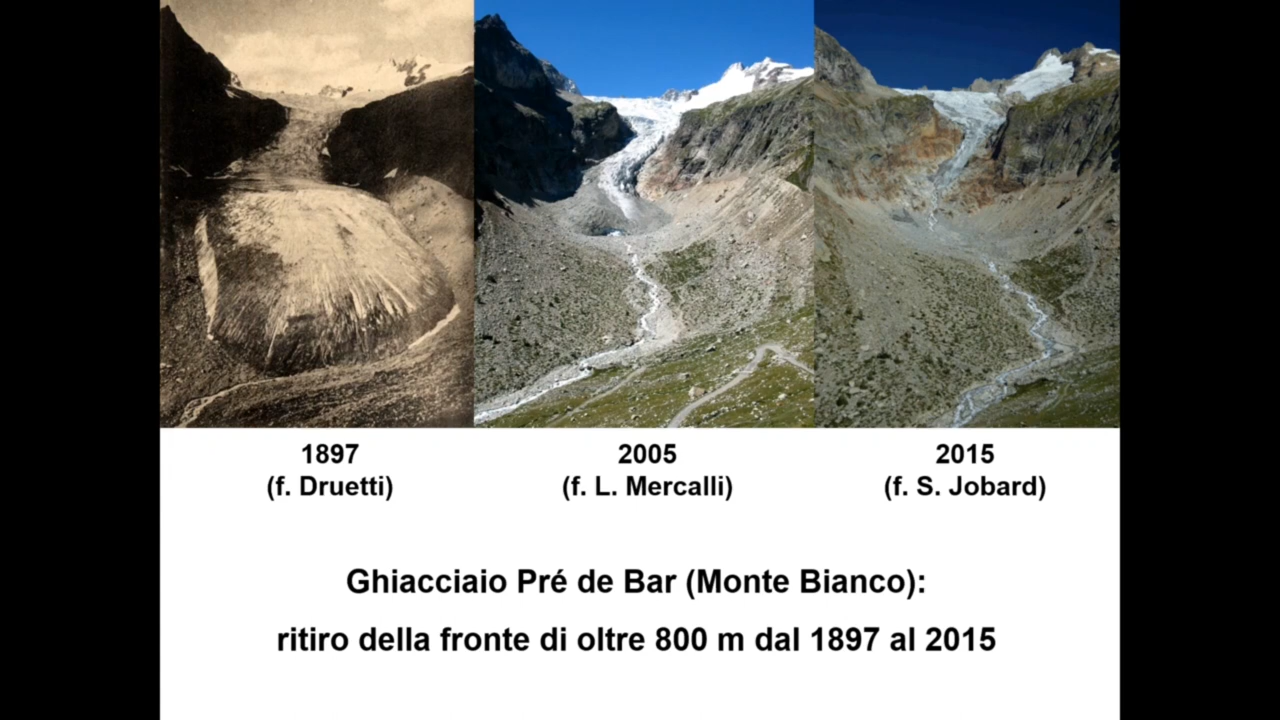 1897
(f. Druetti)
2005
(f. L. Mercalli)
2015
(f. S. Jobard)
Ghiacciaio Pré de Bar (Monte Bianco):
ritiro della fronte di oltre 800 m dal 1897 al 2015